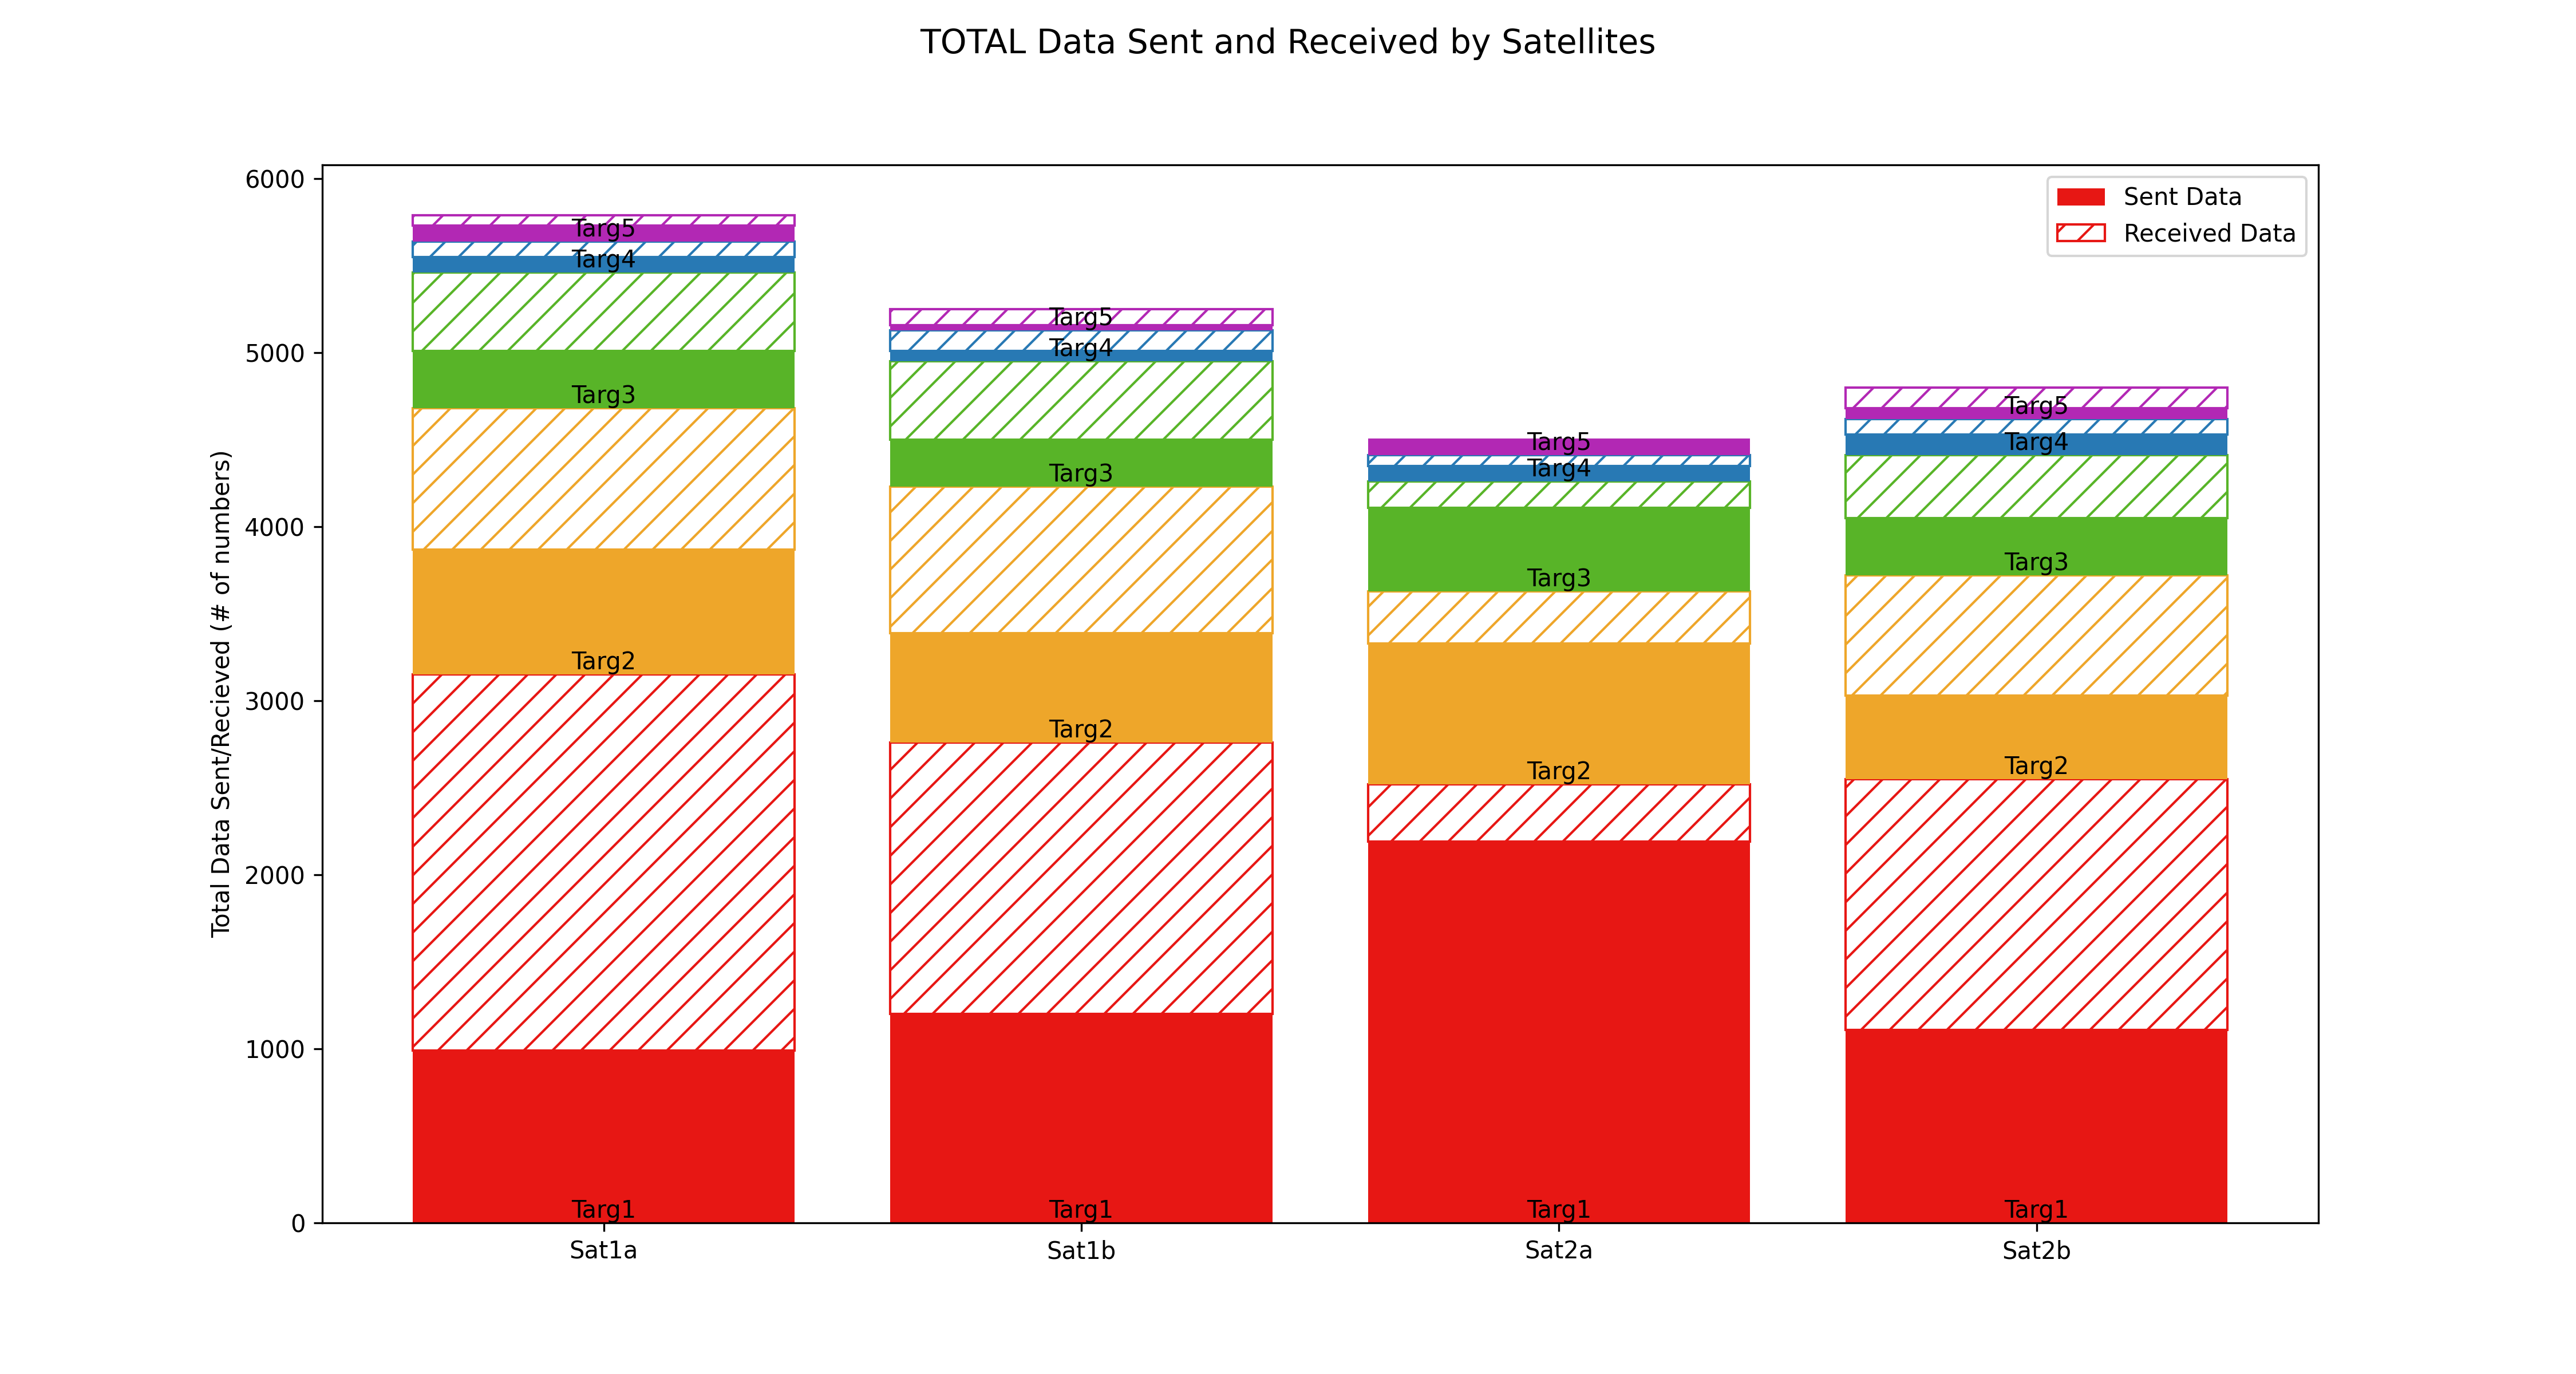 TOTAL Data Sent and Received by Satellites
Total Data Sent/Recieved (# of numbers)
6000
5000
4000
3000
2000
1000
0
Sent Data
Received Data
Targ5
Targ4
Targ3
Targ2
Targ1
Targ5
Targ4
Targ3
Targ2
Targ1
Targ5
Targ4
Targ3
Targ2
Targ1
Targ5
Targ4
Targ3
Targ2
Targ1
Sat1a
Sat1b
Sat2a
Sat2b